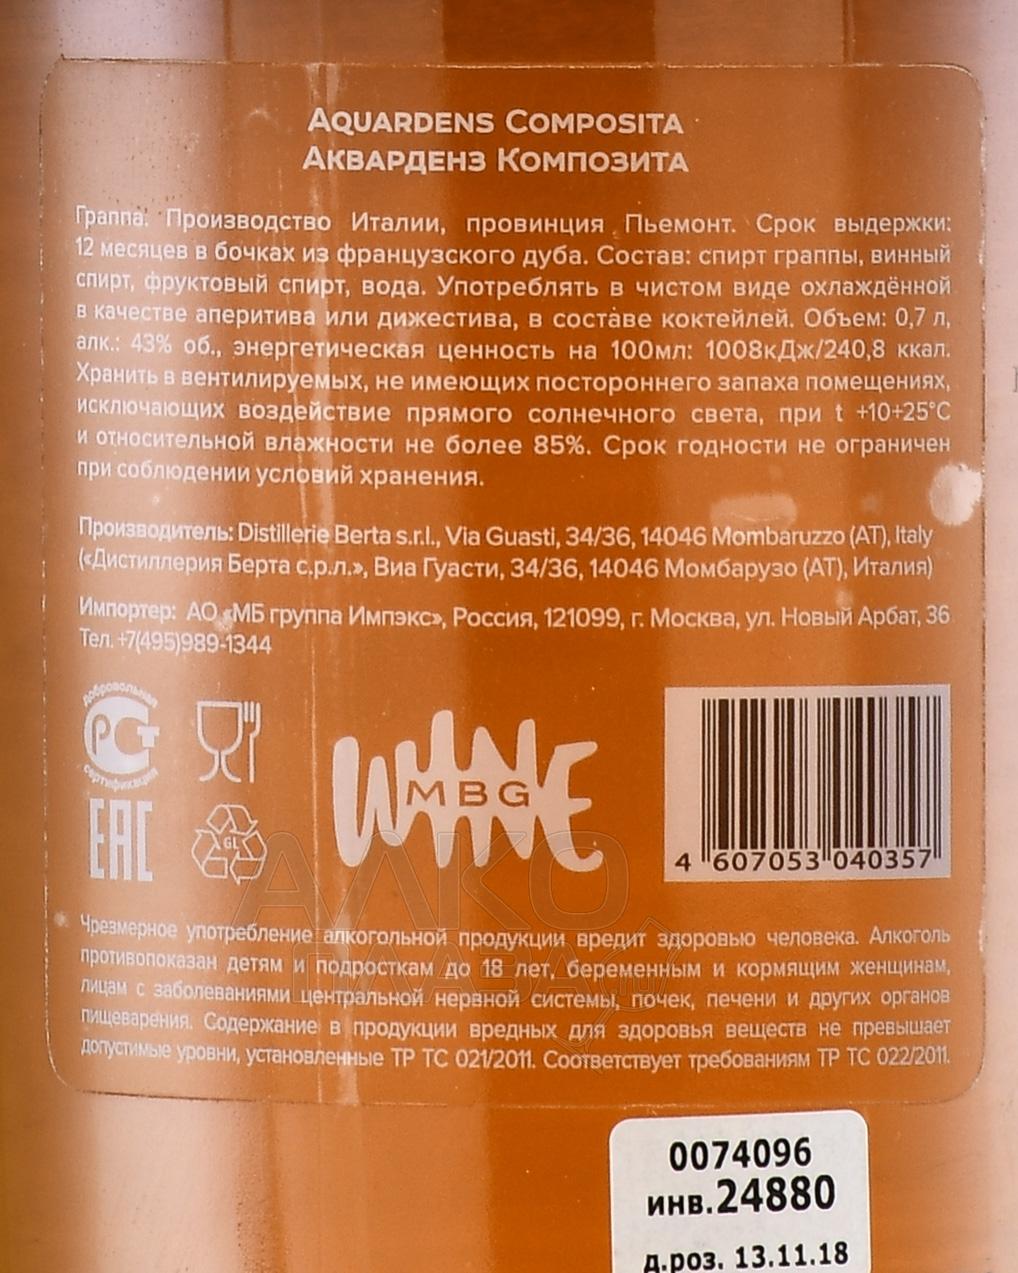 Aquardens Composita
Акварденз Композита
Граппа. Производство Италии, провинция Пьемонт. Срок выдержки:
12 месяцев в бочках из французского дуба. Состав: спирт граппы, винный
спирт, фруктовый спирт, вода. Употреблять в чистом виде охлаждённой
в качестве аперитива или дижестива, в составе коктейлей. Объем: 0,7 л,
алк.: 43% об., энергетическая ценность на 100мл: 1008кДж/240,8 ккал.
Хранить в вентилируемых, не имеющих постороннего запаха помещениях,
исключающих воздействие прямого солнечного света, при t +10÷25°C
и относительной влажности не более 85%. Срок годности не ограничен
при соблюдении условий хранения.
Производитель: Distillerie Berta s.r.l., Via Guasti, 34/36, 14046 Mombaruzzo (AT), Italy
(«Дистиллерия Берта с.р.л.», Виа Гуасти, 34/36, 14046 Момбарузо (АТ), Италия)
Импортер: АО «МБ группа Импэкс», Россия, 121099, г. Москва, ул. Новый Арбат, 36
Тел. +7(495)989-1344
добровольная
РСТ
сертификация
EAC
GL
WINE
MBG
4 607053 040357
АЛКО
ПЛАЗА
.ru
Чрезмерное употребление алкогольной продукции вредит здоровью человека. Алкоголь
противопоказан детям и подросткам до 18 лет, беременным и кормящим женщинам,
лицам с заболеваниями центральной нервной системы, почек, печени и других органов
пищеварения. Содержание в продукции вредных для здоровья веществ не превышает
допустимые уровни, установленные ТР ТС 021/2011. Соответствует требованиям ТР ТС 022/2011.
0074096
инв.24880
д.роз. 13.11.18